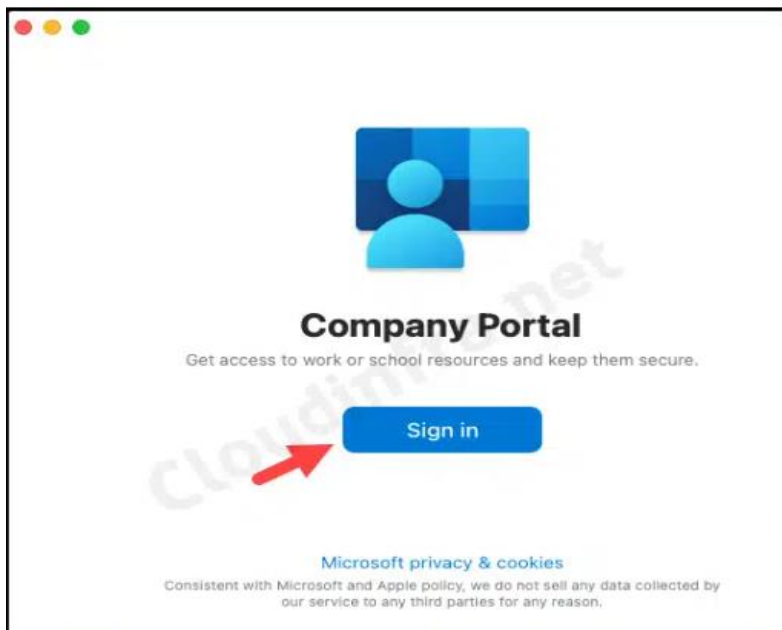 Company Portal
Get access to work or school resources and keep them secure.
Sign in
Cloudinfra.net
Microsoft privacy & cookies
Consistent with Microsoft and Apple policy, we do not sell any data collected by
our service to any third parties for any reason.